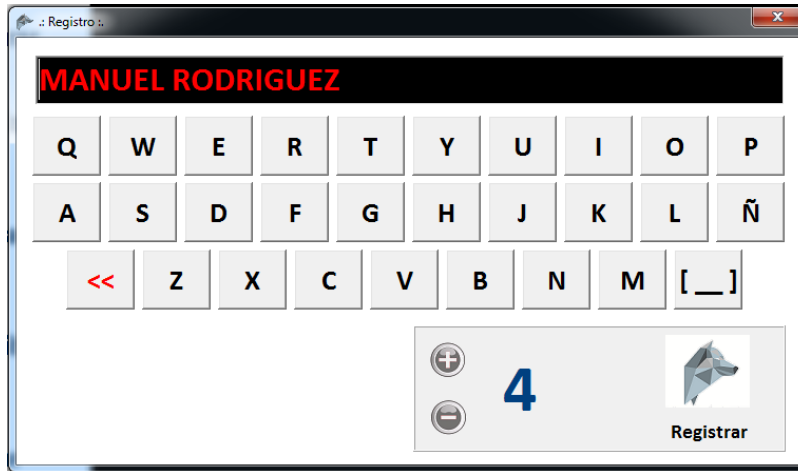 .: Registro :.
MANUEL RODRIGUEZ
Q W E R T Y U I O P
A S D F G H J K L Ñ
<< Z X C V B N M [ __ ]
4
Registrar